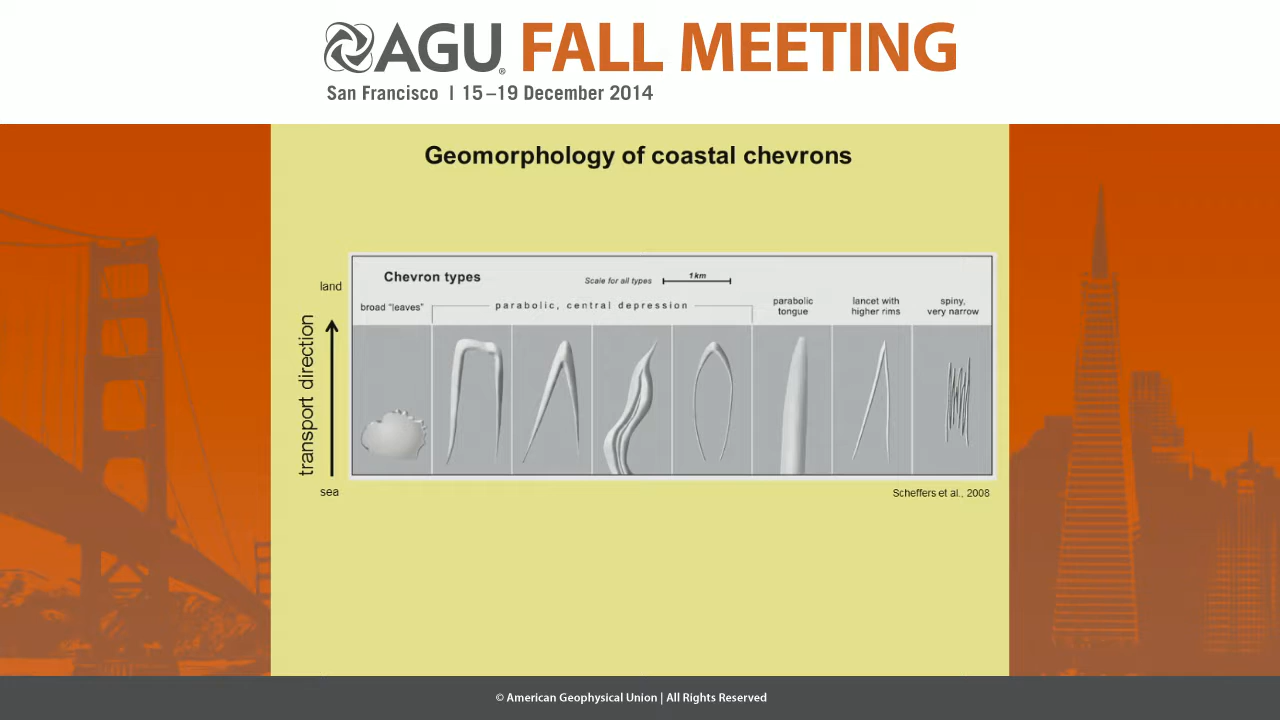 AGU® FALL MEETING
San Francisco | 15–19 December 2014
Geomorphology of coastal chevrons
Chevron types
Scale for all types
1 km
land
broad "leaves"
parabolic, central depression
parabolic
tongue
lancet with
higher rims
spiny,
very narrow
transport direction
sea
Scheffers et al., 2008
© American Geophysical Union | All Rights Reserved